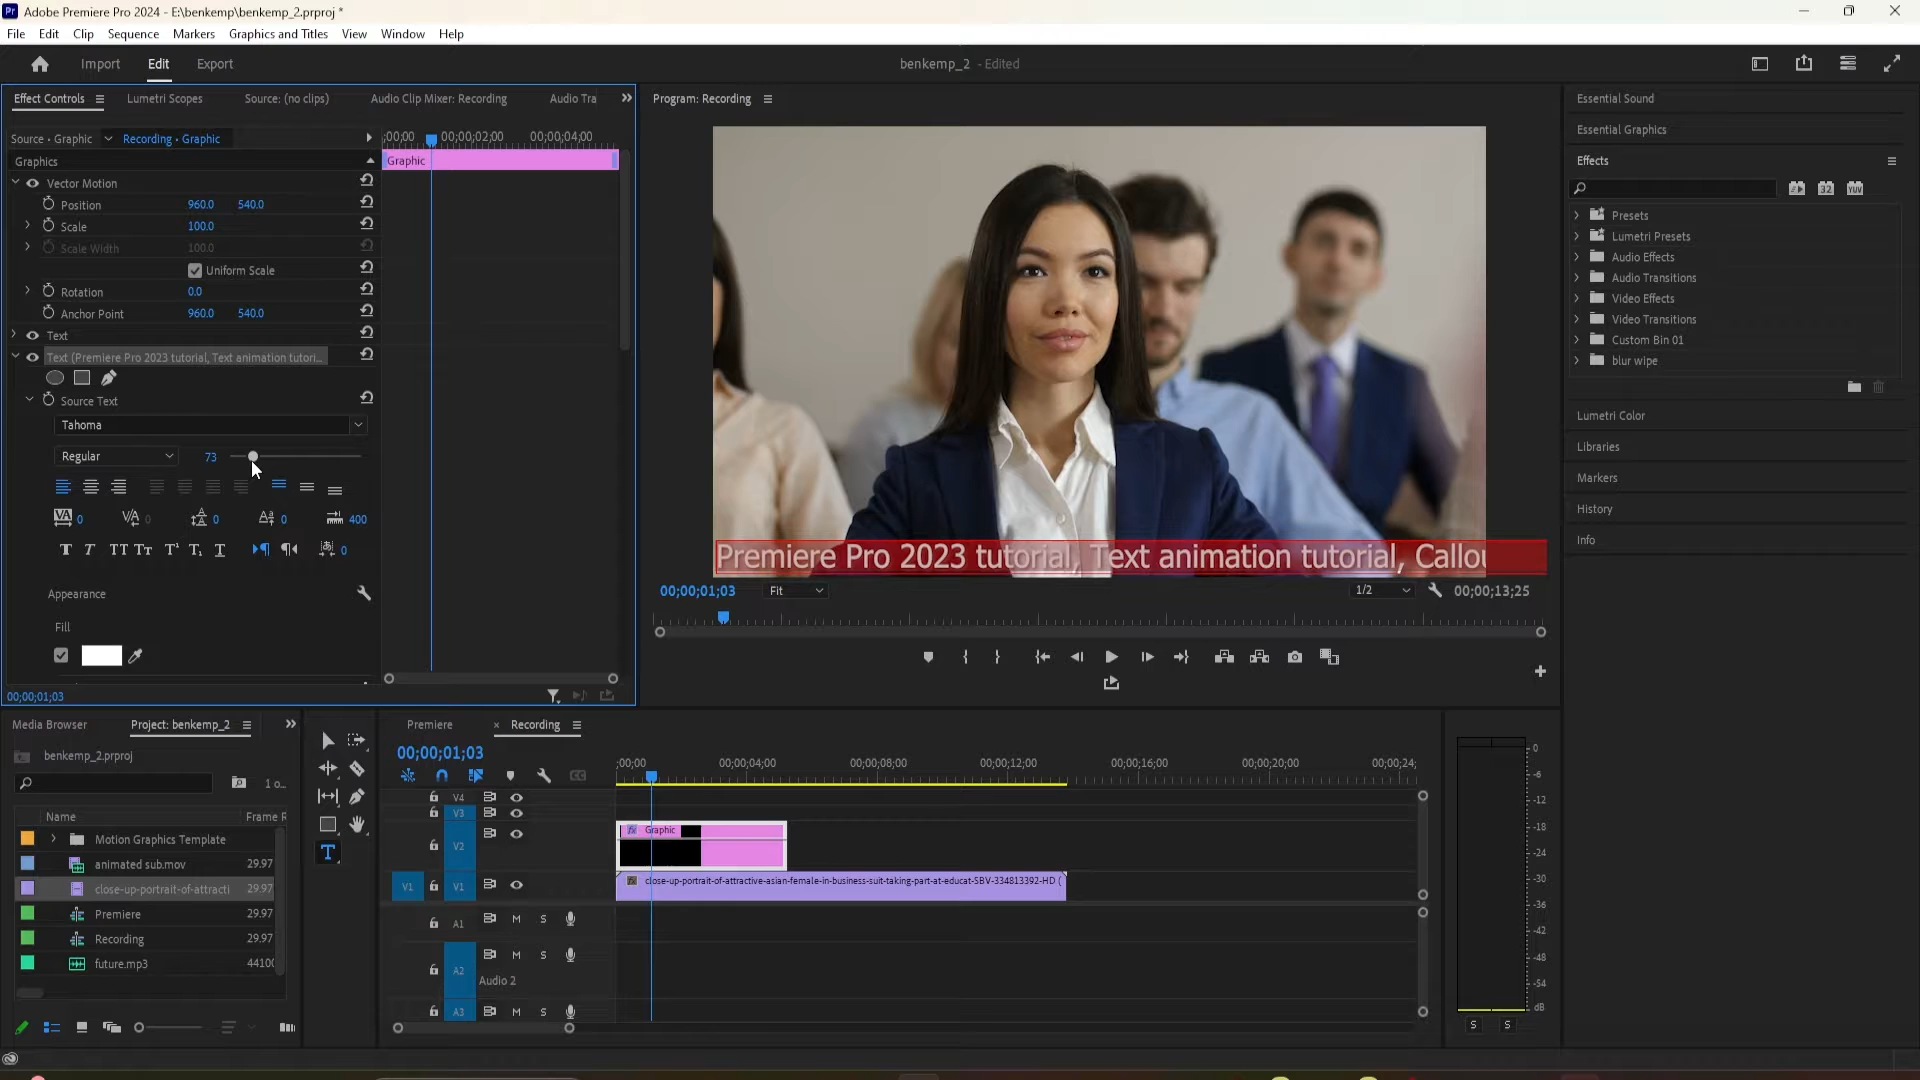 Adobe Premiere Pro 2024 - E:\benkemp\benkemp_2.prproj *
File Edit Clip Sequence Markers Graphics and Titles View Window Help
Import Edit Export
benkemp_2 - Edited
Effect Controls Lumetri Scopes Source: (no clips) Audio Clip Mixer: Recording Audio Tra
Source • Graphic Recording • Graphic
;00;00 00;00;02;00 00;00;04;00
Graphics
Graphic
Vector Motion
Position 960.0 540.0
Scale 100.0
Scale Width 100.0
Uniform Scale
Rotation 0.0
Anchor Point 960.0 540.0
Text
Text (Premiere Pro 2023 tutorial, Text animation tutori...
Source Text
Tahoma
Regular 73
0 0 0 0 400
0
Appearance
Fill
00;00;01;03
Program: Recording
Premiere Pro 2023 tutorial, Text animation tutorial, Callou
00;00;01;03 Fit 1/2 00;00;13;25
Essential Sound
Essential Graphics
Effects
32 YUV
Presets
Lumetri Presets
Audio Effects
Audio Transitions
Video Effects
Video Transitions
Custom Bin 01
blur wipe
Lumetri Color
Libraries
Markers
History
Info
Media Browser Project: benkemp_2
benkemp_2.prproj
1 o...
Name Frame R
Motion Graphics Template
animated sub.mov 29.97
close-up-portrait-of-attracti 29.97
Premiere 29.97
Recording 29.97
future.mp3 4410
Premiere × Recording
00;00;01;03
;00;00 00;00;04;00 00;00;08;00 00;00;12;00 00;00;16;00 00;00;20;00 00;00;24;
V4
V3
V2
fx Graphic
V1 V1
close-up-portrait-of-attractive-asian-female-in-business-suit-taking-part-at-educat-SBV-334813392-HD (
A1 M S
A2 M S
Audio 2
A3 M S
0
-6
-12
-18
-24
-30
-36
-42
-48
-54
dB
S S